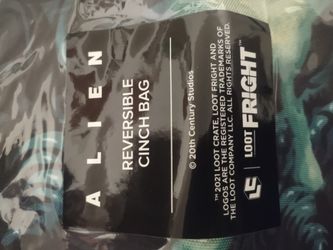 ALIEN
REVERSIBLE
CINCH BAG
© 20th Century Studios
™ 2021 LOOT CRATE, LOOT FRIGHT AND
LOGOS ARE THE REGISTERED TRADEMARKS OF
THE LOOT COMPANY LLC. ALL RIGHTS RESERVED.
LOOT
FRIGHT